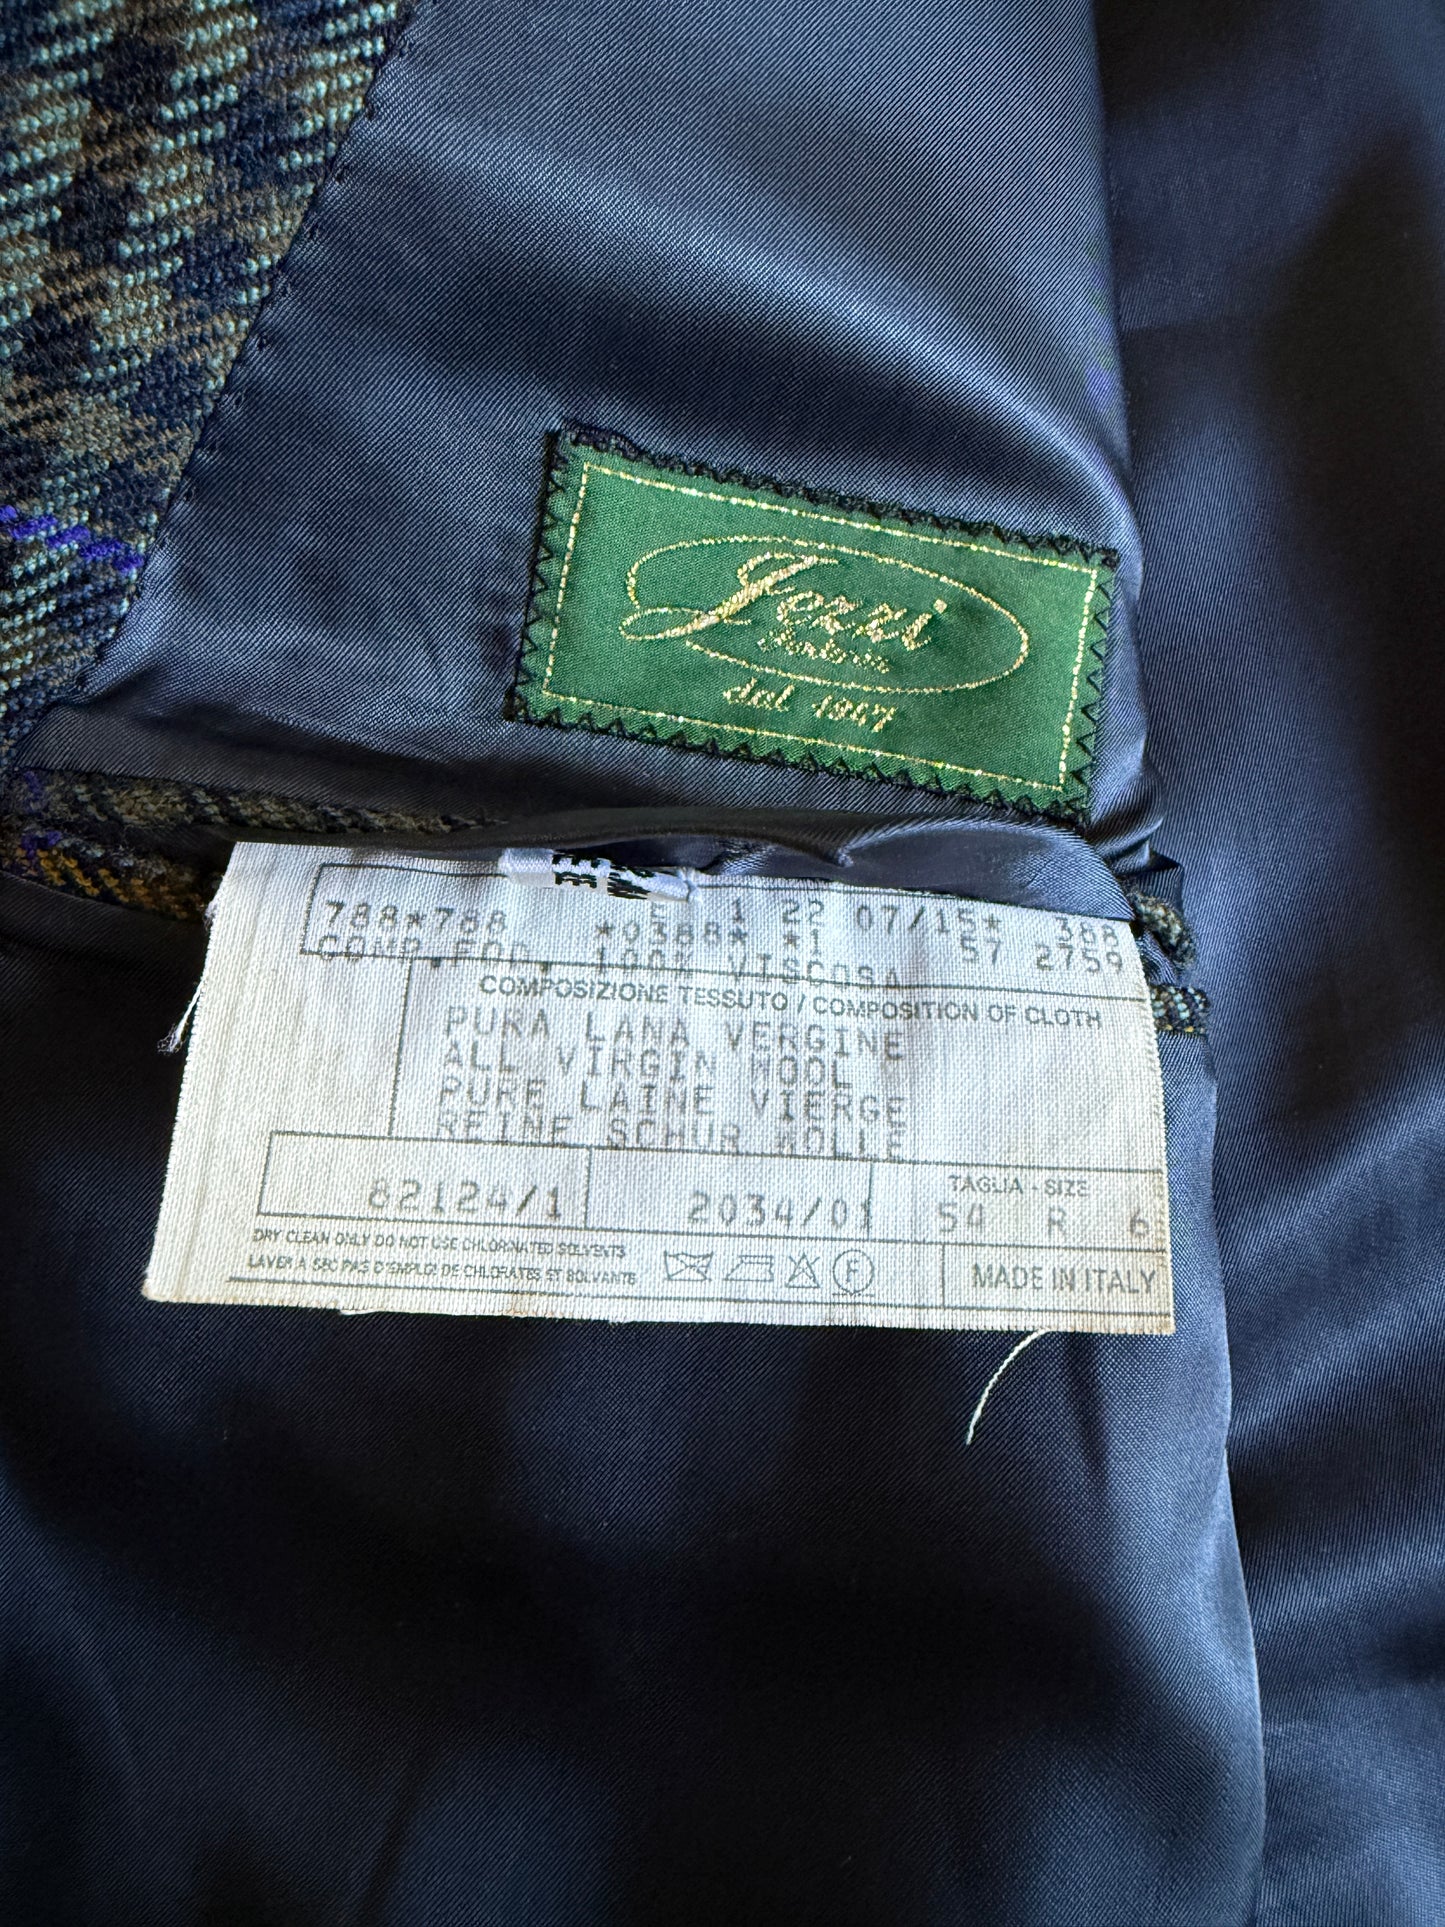 del 1947
788*788 E 1 22 07/15* 388
*0388* *1 57 2759
COMP.FOD. 100% VISCOSA
COMPOSIZIONE TESSUTO / COMPOSITION OF CLOTH
PURA LANA VERGINE
ALL VIRGIN WOOL
PURE LAINE VIERGE
REINE SCHUR WOLLE
82124/1 2034/01
TAGLIA - SIZE
54 R 6
DRY CLEAN ONLY DO NOT USE CHLORINATED SOLVENTS
LAVER A SEC PAS D'EMPLOI DE CHLORATES ET SOLVANTS
F
MADE IN ITALY